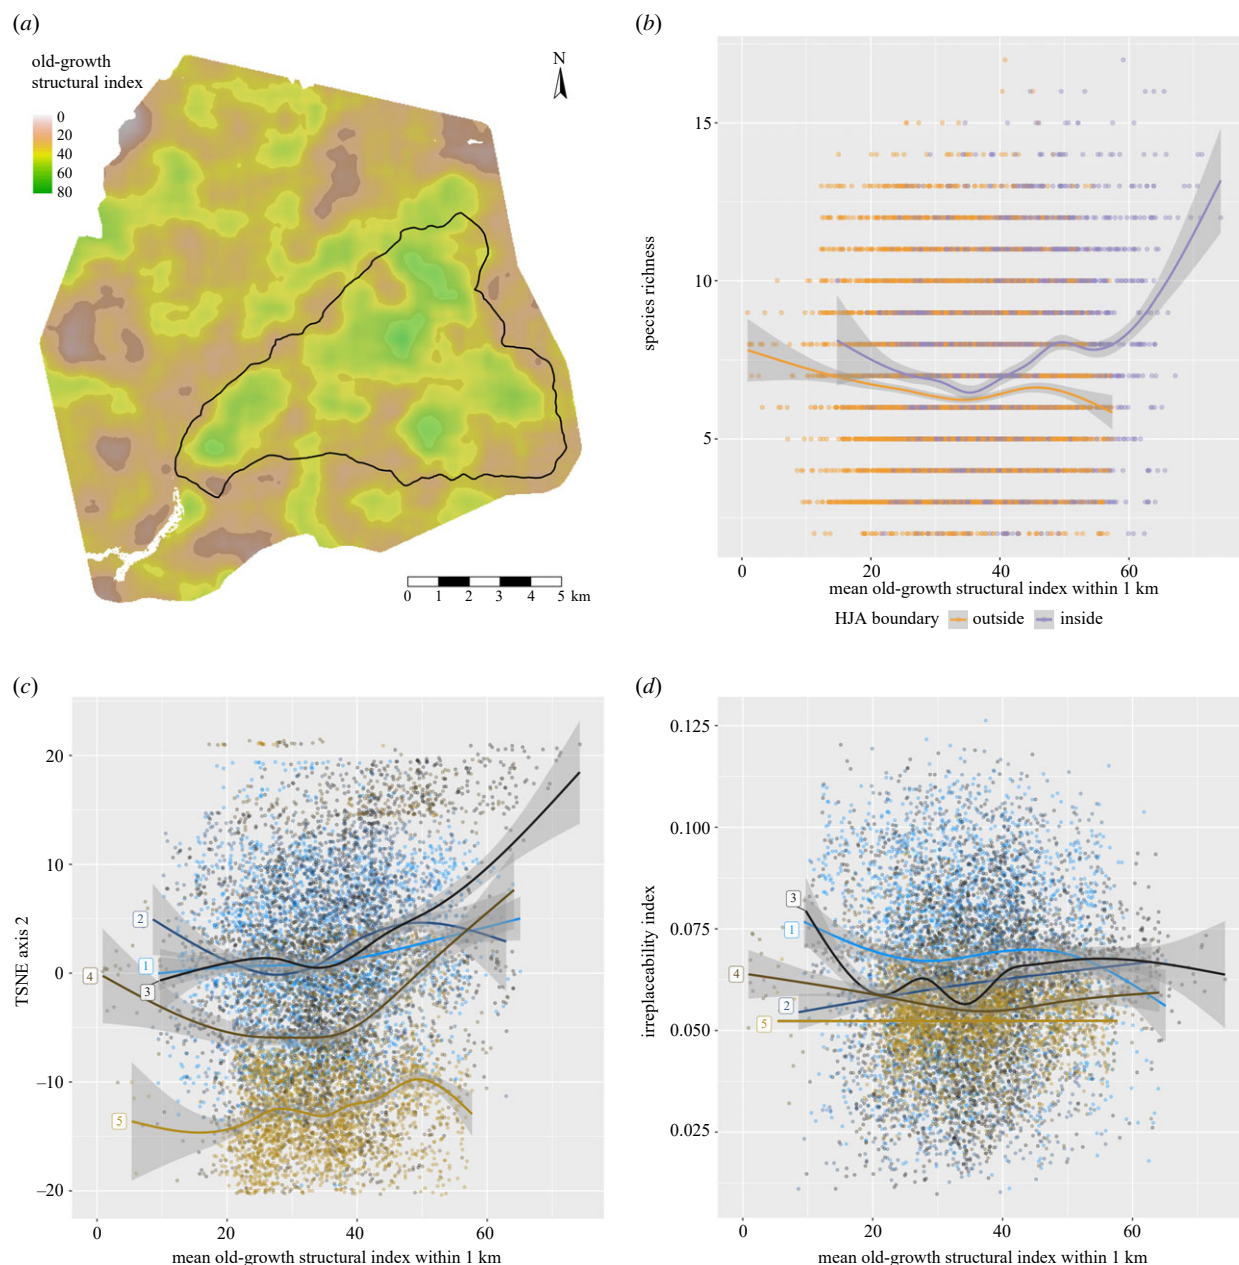 (a)
old-growth
structural index
0
20
40
60
80
N
0 1 2 3 4 5 km
(b)
species richness
15
10
5
0 20 40 60
mean old-growth structural index within 1 km
HJA boundary outside inside
(c)
TSNE axis 2
20
10
0
–10
–20
2
1
4
3
5
0 20 40 60
mean old-growth structural index within 1 km
(d)
irreplaceability index
0.125
0.100
0.075
0.050
0.025
3
1
4
2
5
0 20 40 60
mean old-growth structural index within 1 km